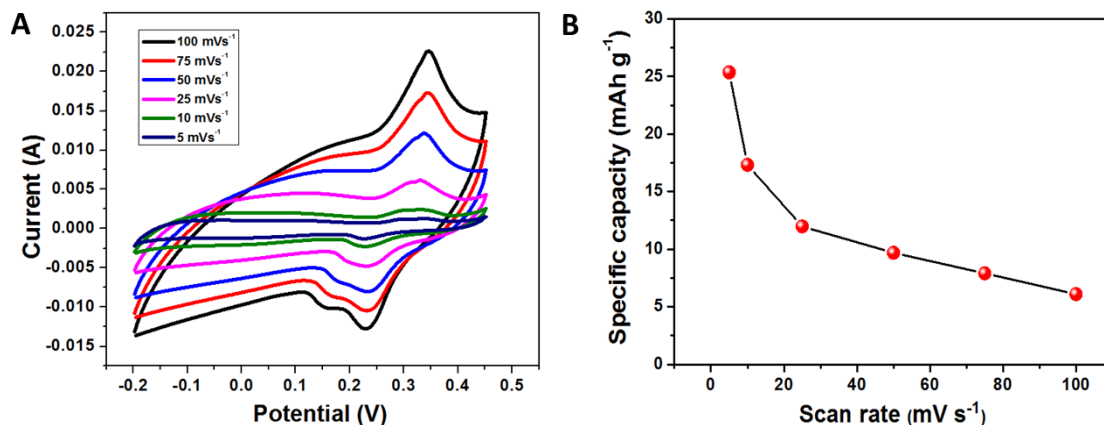 A
100 mVs⁻¹
75 mVs⁻¹
50 mVs⁻¹
25 mVs⁻¹
10 mVs⁻¹
5 mVs⁻¹
Current (A)
0.025
0.020
0.015
0.010
0.005
0.000
-0.005
-0.010
-0.015
-0.2 -0.1 0.0 0.1 0.2 0.3 0.4 0.5
Potential (V)
B
Specific capacity (mAh g⁻¹)
30
25
20
15
10
5
0
0 20 40 60 80 100
Scan rate (mV s⁻¹)